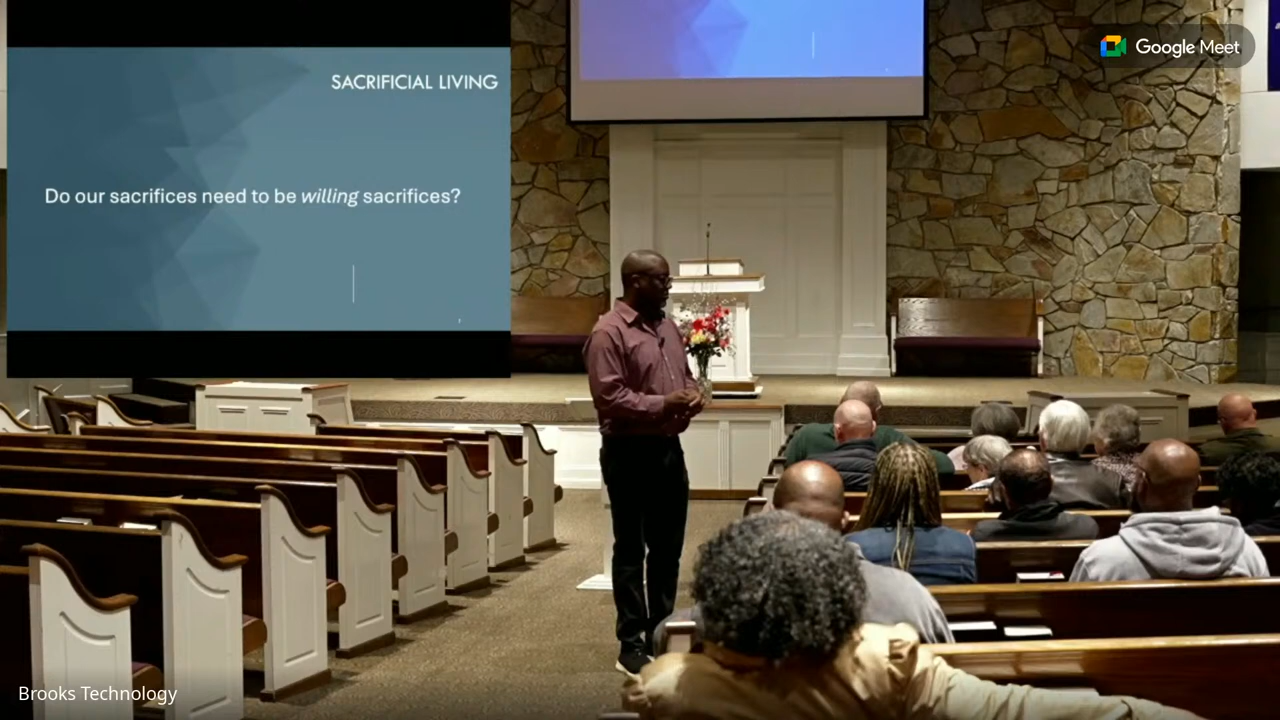 SACRIFICIAL LIVING
Google Meet
Do our sacrifices need to be willing sacrifices?
Brooks Technology